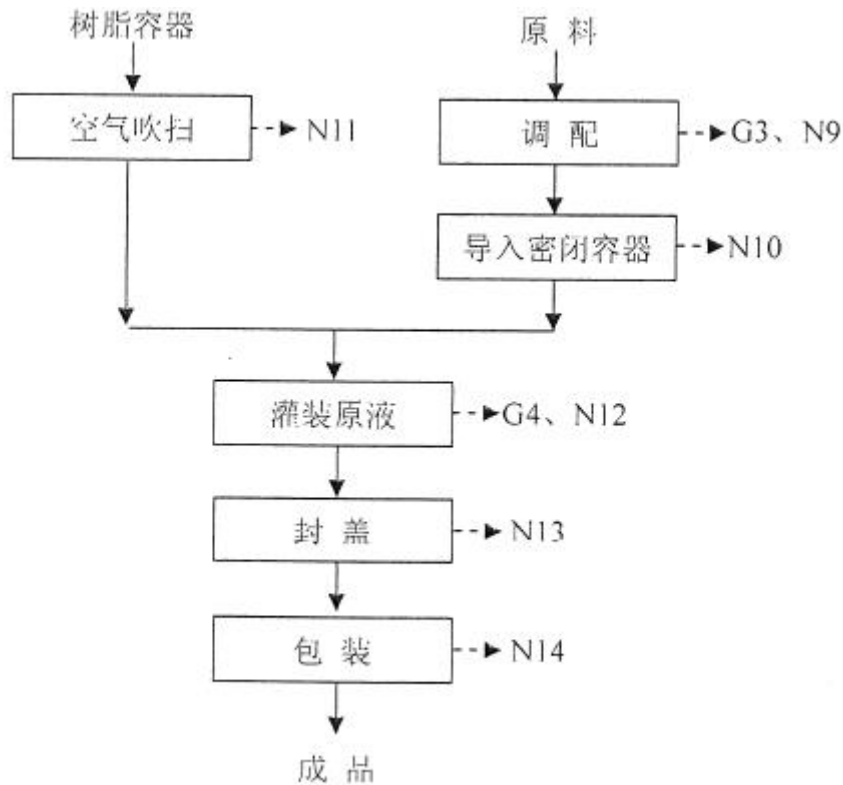 树脂容器
原 料
空气吹扫
N11
调 配
G3、N9
导入密闭容器
N10
灌装原液
G4、N12
封 盖
N13
包 装
N14
成 品